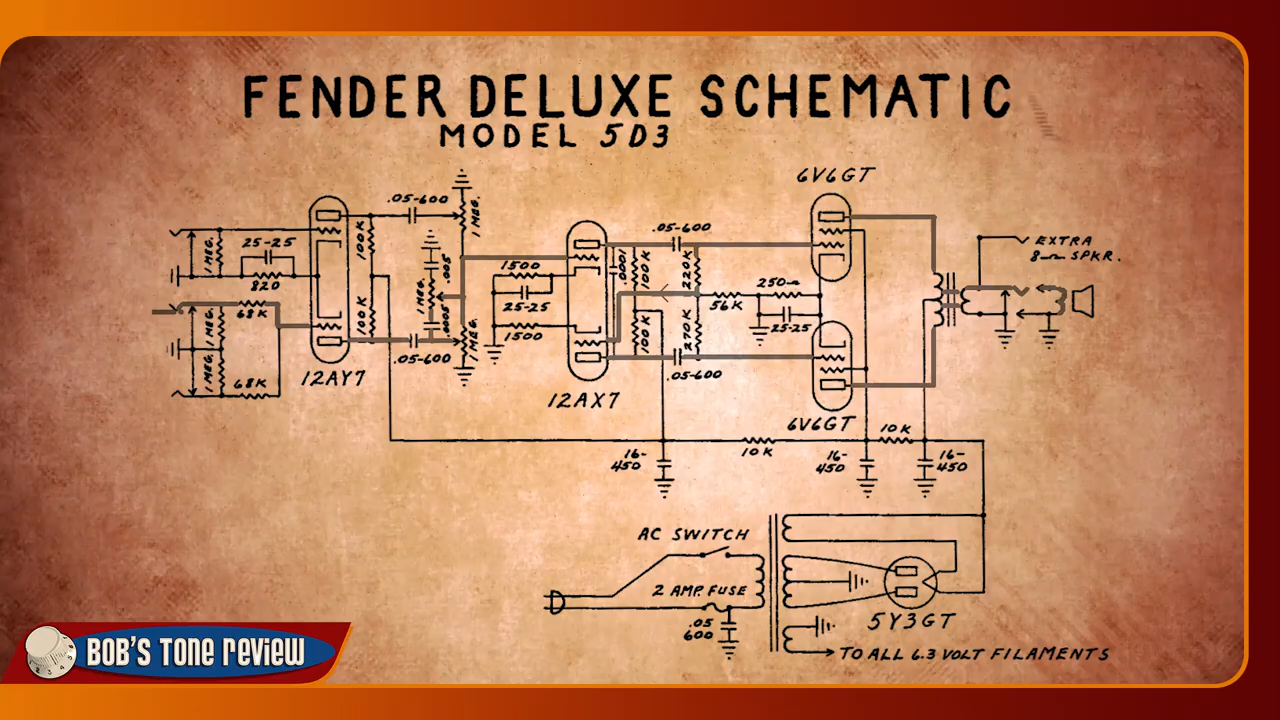 FENDER DELUXE SCHEMATIC
MODEL 5D3
6V6GT
.05-600
1 MEG.
.05-600
100K
25-25
1 MEG.
820
.005
1500
.0001
100K
220K
EXTRA
8-Ω SPKR.
250-Ω
1 MEG.
25-25
56K
68K
1 MEG.
100K
.0005
1500
100K
270K
25-25
.05-600
1 MEG.
.05-600
1 MEG.
68K
12AY7
12AX7
6V6GT
10K
10K
16-
450
16-
450
16-
450
AC SWITCH
2 AMP. FUSE
.05
600
5Y3GT
TO ALL 6.3 VOLT FILAMENTS
BOB'S TONE REVIEW